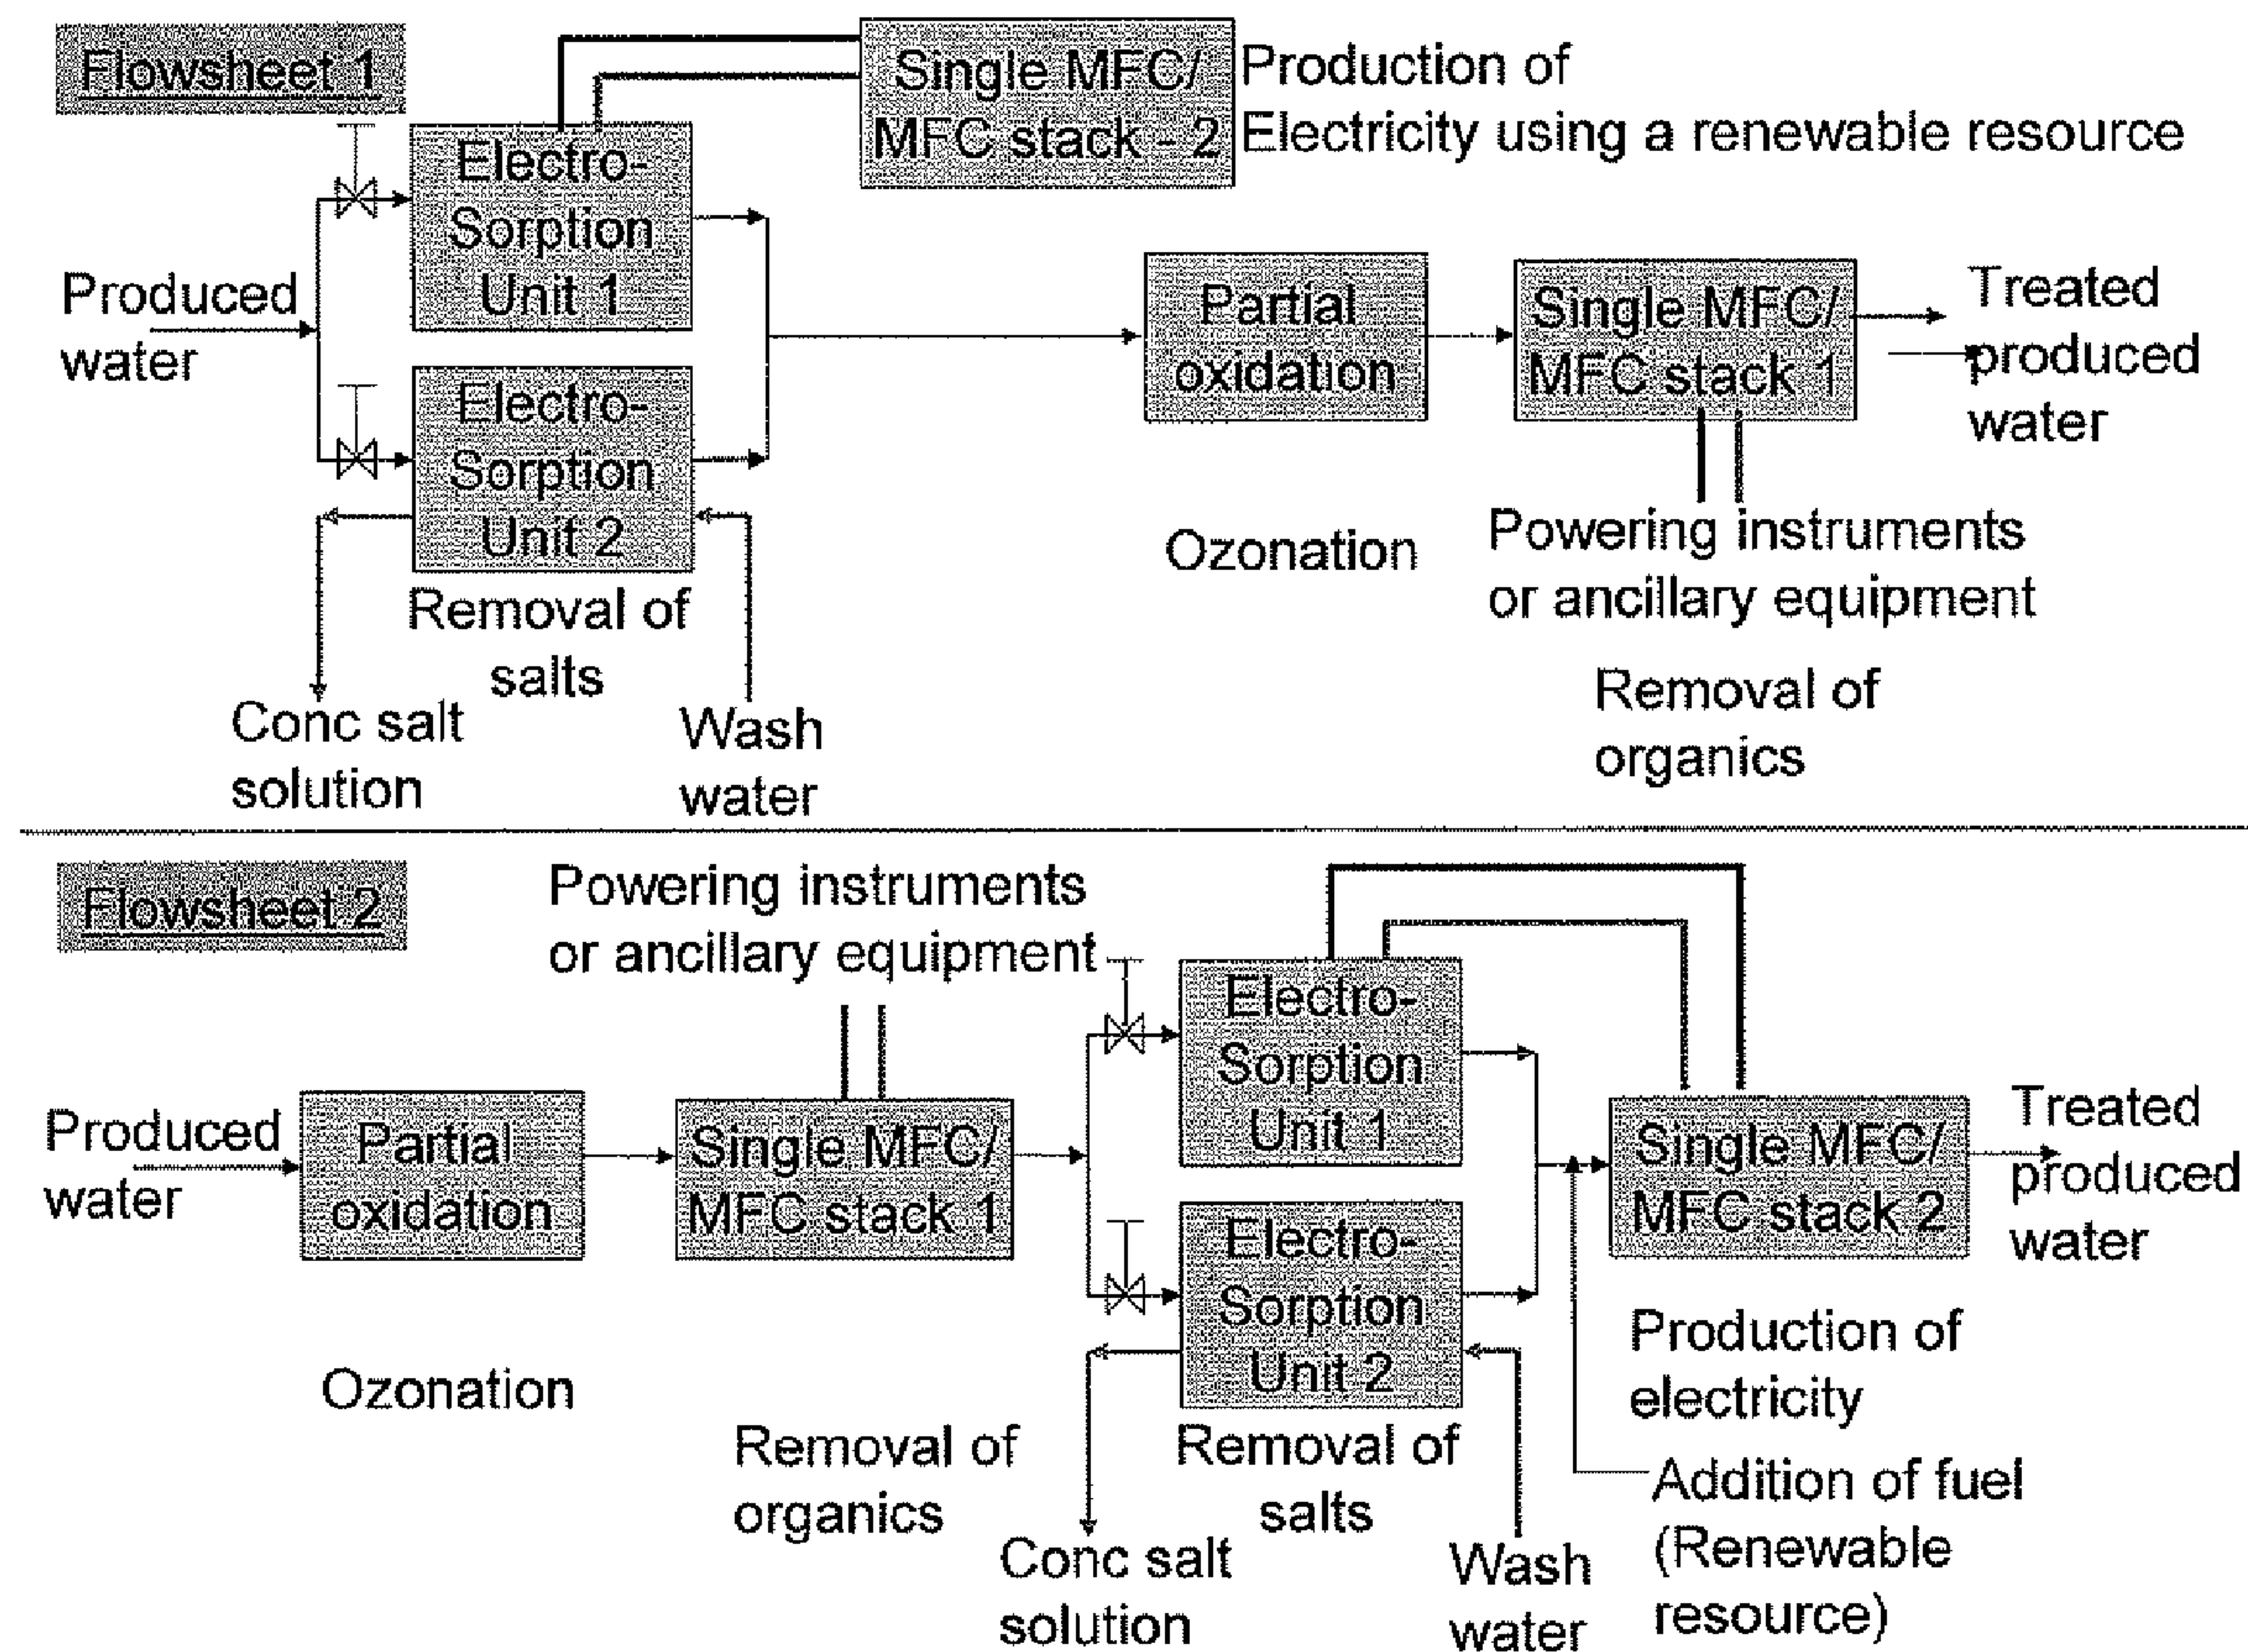 Flowsheet 1
Single MFC/
MFC stack - 2
Production of
Electricity using a renewable resource
Electro-
Sorption
Unit 1
Produced
water
Partial
oxidation
Single MFC/
MFC stack 1
Treated
produced
water
Electro-
Sorption
Unit 2
Ozonation
Powering instruments
or ancillary equipment
Removal of
salts
Removal of
organics
Conc salt
solution
Wash
water
Flowsheet 2
Powering instruments
or ancillary equipment
Electro-
Sorption
Unit 1
Produced
water
Partial
oxidation
Single MFC/
MFC stack 1
Single MFC/
MFC stack 2
Treated
produced
water
Electro-
Sorption
Unit 2
Production of
electricity
Ozonation
Removal of
organics
Removal of
salts
Addition of fuel
(Renewable
resource)
Conc salt
solution
Wash
water